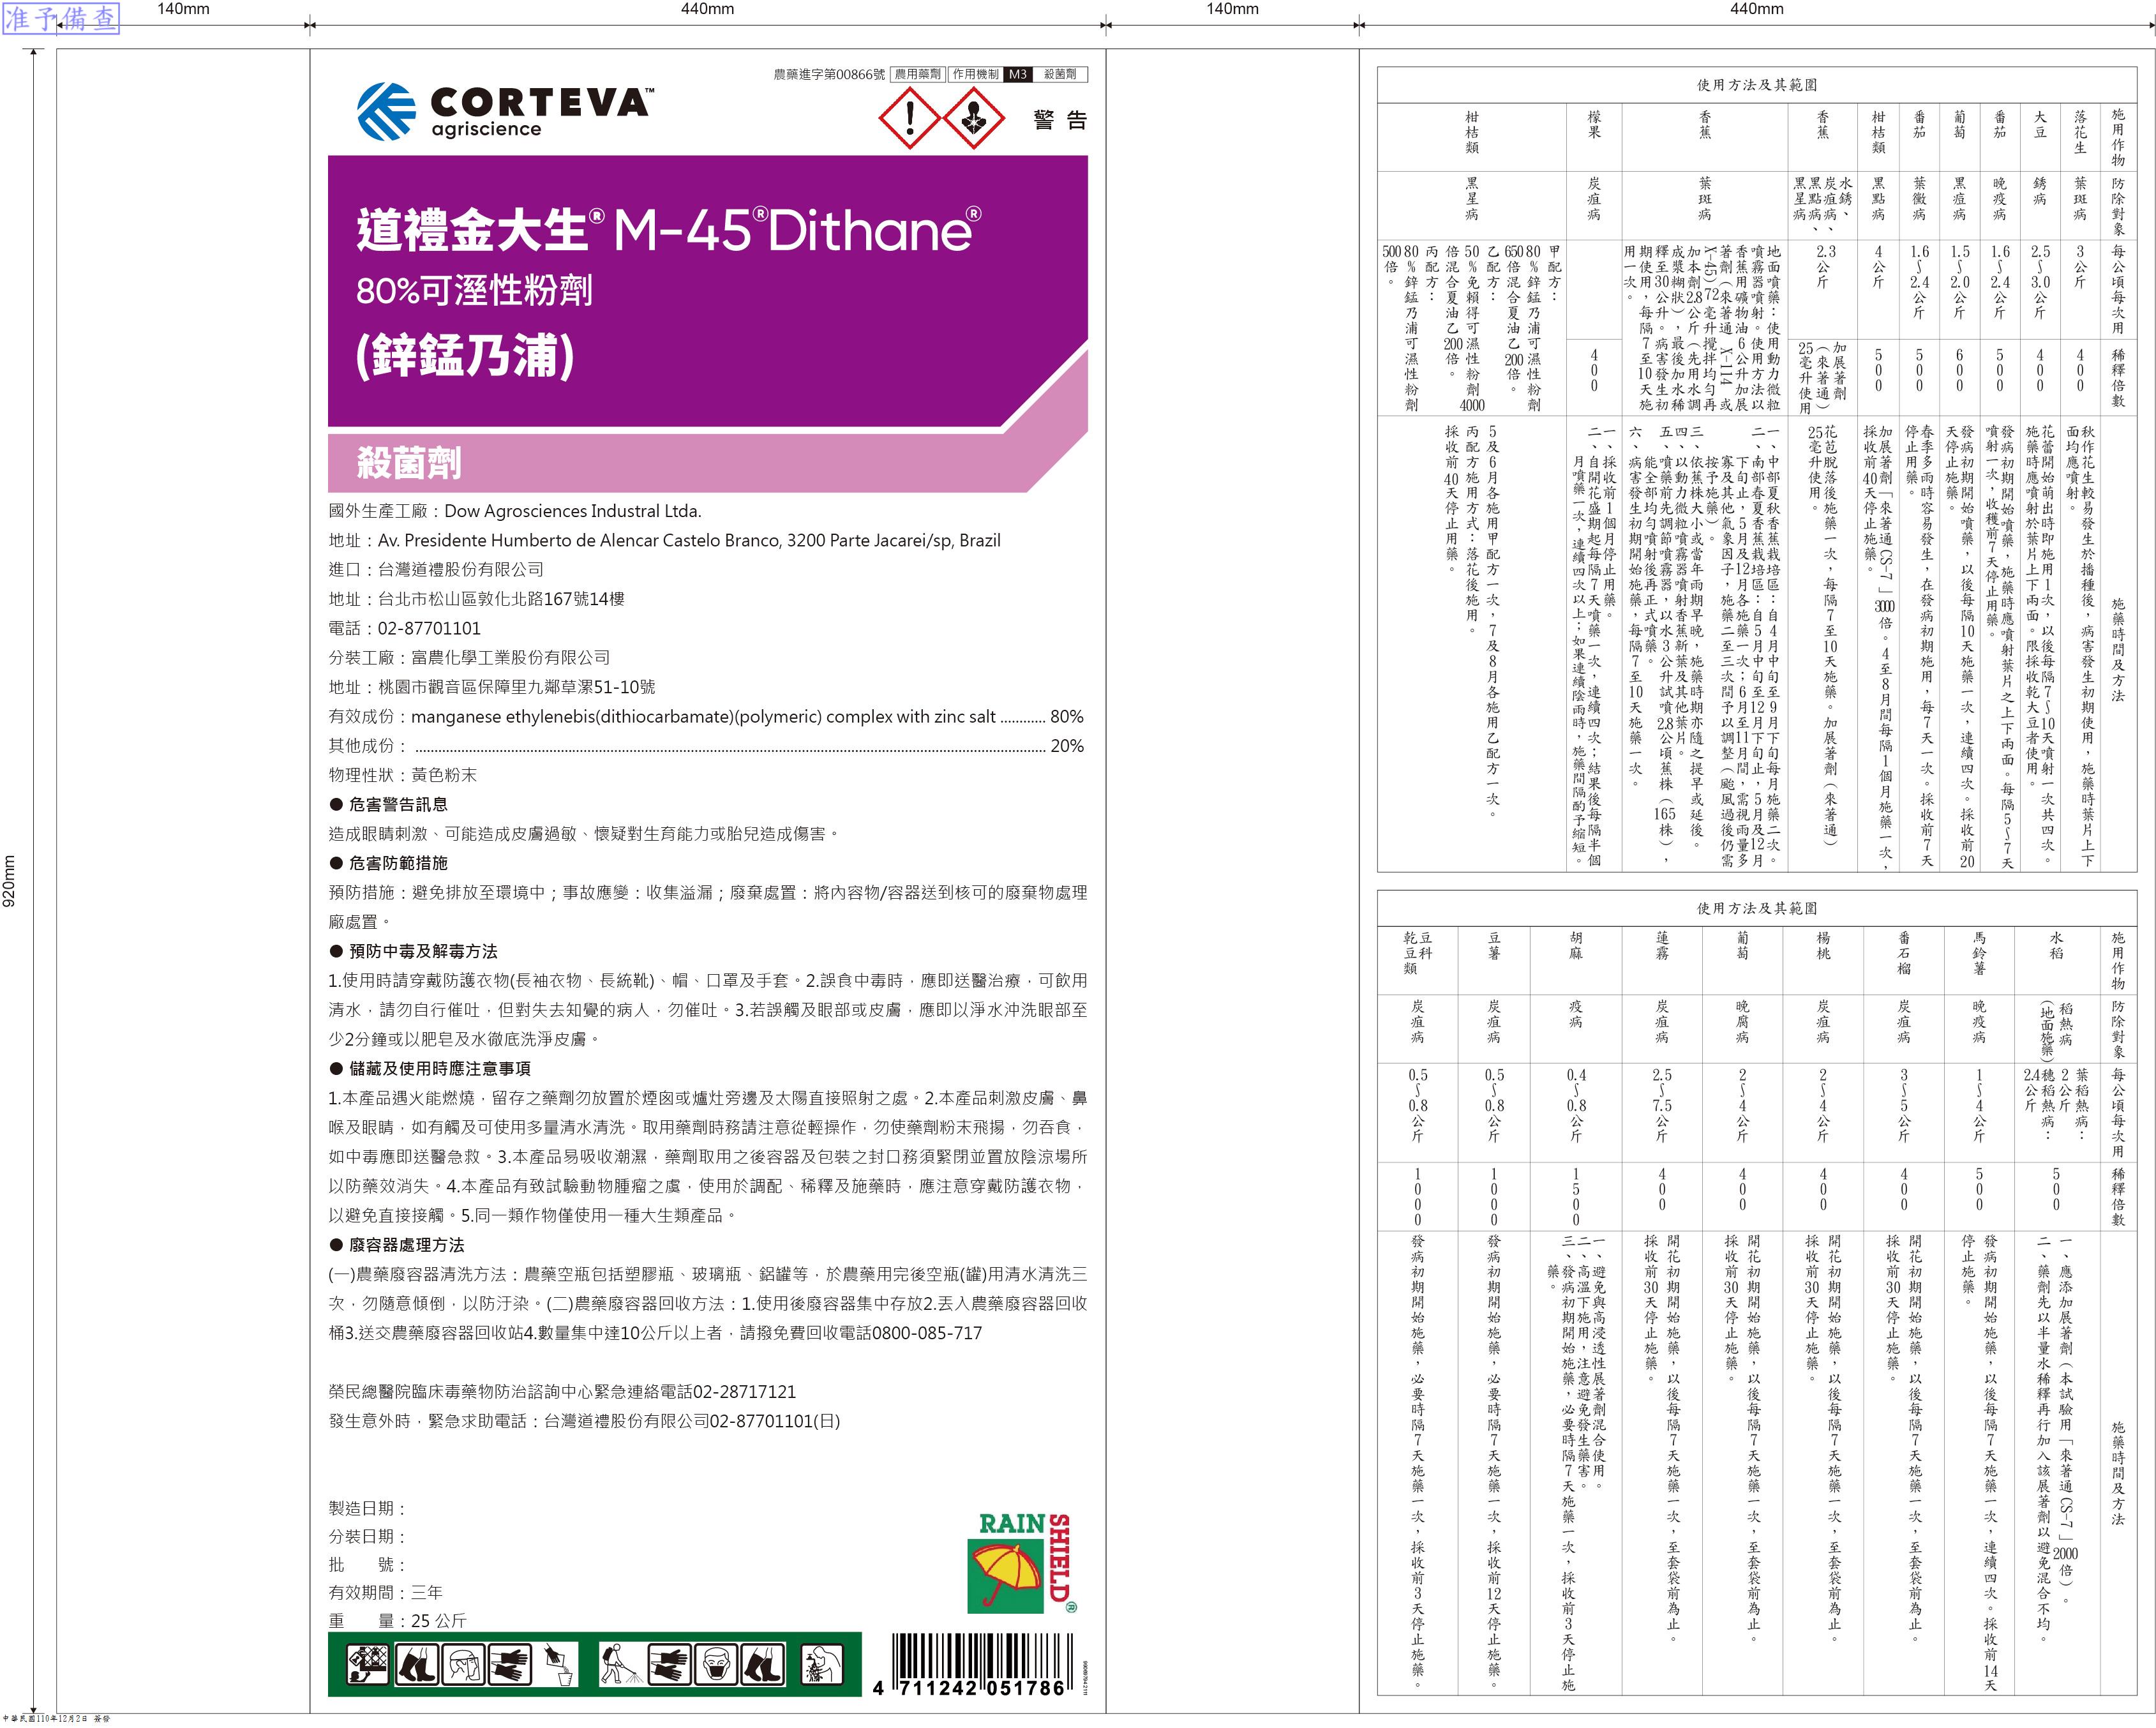 准予備查
140mm
440mm
140mm
440mm
920mm
農藥進字第00866號 農用藥劑 作用機制 M3 殺菌劑
CORTEVA™
agriscience
警告
道禮金大生® M-45® Dithane®
80%可溼性粉劑
(鋅錳乃浦)
殺菌劑
國外生產工廠：Dow Agrosciences Industral Ltda.
地址：Av. Presidente Humberto de Alencar Castelo Branco, 3200 Parte Jacarei/sp, Brazil
進口：台灣道禮股份有限公司
地址：台北市松山區敦化北路167號14樓
電話：02-87701101
分裝工廠：富農化學工業股份有限公司
地址：桃園市觀音區保障里九鄰草漯51-10號
有效成份：manganese ethylenebis(dithiocarbamate)(polymeric) complex with zinc salt ............ 80%
其他成份：............ 20%
物理性狀：黃色粉末
● 危害警告訊息
造成眼睛刺激、可能造成皮膚過敏、懷疑對生育能力或胎兒造成傷害。
● 危害防範措施
預防措施：避免排放至環境中；事故應變：收集溢漏；廢棄處置：將內容物/容器送到核可的廢棄物處理
廠處置。
● 預防中毒及解毒方法
1.使用時請穿戴防護衣物(長袖衣物、長統靴)、帽、口罩及手套。2.誤食中毒時，應即送醫治療，可飲用
清水，請勿自行催吐，但對失去知覺的病人，勿催吐。3.若誤觸及眼部或皮膚，應即以淨水沖洗眼部至
少2分鐘或以肥皂及水徹底洗淨皮膚。
● 儲藏及使用時應注意事項
1.本產品遇火能燃燒，留存之藥劑勿放置於煙囪或爐灶旁邊及太陽直接照射之處。2.本產品刺激皮膚、鼻
喉及眼睛，如有觸及可使用多量清水清洗。取用藥劑時務請注意從輕操作，勿使藥劑粉末飛揚，勿吞食，
如中毒應即送醫急救。3.本產品易吸收潮濕，藥劑取用之後容器及包裝之封口務須緊閉並置放陰涼場所
以防藥效消失。4.本產品有致試驗動物腫瘤之虞，使用於調配、稀釋及施藥時，應注意穿戴防護衣物，
以避免直接接觸。5.同一類作物僅使用一種大生類產品。
● 廢容器處理方法
(一)農藥廢容器清洗方法：農藥空瓶包括塑膠瓶、玻璃瓶、鋁罐等，於農藥用完後空瓶(罐)用清水清洗三
次，勿隨意傾倒，以防汙染。(二)農藥廢容器回收方法：1.使用後廢容器集中存放2.丟入農藥廢容器回收
桶3.送交農藥廢容器回收站4.數量集中達10公斤以上者，請撥免費回收電話0800-085-717
榮民總醫院臨床毒藥物防治諮詢中心緊急連絡電話02-28717121
發生意外時，緊急求助電話：台灣道禮股份有限公司02-87701101(日)
製造日期：
分裝日期：
批　　號：
有效期間：三年
重　　量：25 公斤
RAIN SHIELD®
4 711242 051786
中華民國110年12月2日 簽發
使用方法及其範圍
施用作物
防除對象
每公頃每次用
稀釋倍數
施藥時間及方法
落花生
葉斑病
3公斤
400
秋作花生較易發生於播種後，病害發生初期使用，施藥時葉片上下
面均應噴射。
大豆
銹病
2.5～3.0公斤
400
花蕾開始萌出時即施用1次，以後每隔7～10天噴射一次共四次。
施藥時應噴射於葉片上下兩面。限採收乾大豆者使用。
番茄
晚疫病
1.6～2.4公斤
500
發病初期開始噴藥，施藥時應噴射葉片之上下兩面。每隔5～7天
噴射一次，收穫前7天停止用藥。
葡萄
黑痘病
1.5～2.0公斤
600
發病初期開始噴藥，以後每隔10天施藥一次，連續四次。採收前20
天停止施藥。
番茄
葉黴病
1.6～2.4公斤
500
春季多雨時容易發生，在發病初期施用，每7天一次。採收前7天
停止用藥。
柑桔類
黑點病
4公斤
500
加展著劑「來著通CS-7」3000倍。4至8月間每隔1個月施藥一次，
採收前40天停止施藥。
香蕉
水銹、
炭疽病、
黑點病、
黑星病
2.3公斤
加展著劑
（來著通）
25毫升使用
花苞脫落後施藥一次，每隔7至10天施藥。加展著劑（來著通）
25毫升使用。
香蕉
葉斑病
地面噴藥：使用動力微粒
噴霧器噴射。使用方法以
香蕉用礦物油6公升加展
著劑（來著通 X-114 或
X-45）72毫升攪拌均勻再
加本劑2.8公斤（先用水調
成漿糊狀），最後加水稀
釋至30公升。病害發生初
期使用，每隔7至10天施
用一次。
一、中部夏秋香蕉栽培區：自4月中旬至9月下旬每月施藥二次。
二、南部春夏香蕉栽培區：自5月中旬至12月下旬止，5月及12月
下旬止，5月及12月各施藥一次；6月至11月間，需視雨量多
寡及其他氣象因子，施藥二至三次間予以調整（颱風過後仍需
按予施藥）。
三、依蕉株大小或當年雨期早晚，施藥時期亦隨之提早或延後。
四、以動力微粒噴霧器噴射香蕉新葉及其他葉片。
五、噴藥前先調節噴霧器，以水3公升試噴2.8公頃蕉株（165株），
能全部均勻噴射後再正式噴藥。
六、病害發生初期開始施藥，每隔7至10天施藥一次。
檬果
炭疽病
400
一、採收前1個月停止用藥。
二、自開花盛期起每隔7天噴藥一次，連續四次；結果後每隔半個
月噴藥一次，連續四次以上；如果連續陰雨時，施藥間隔酌予縮短。
柑桔類
黑星病
甲配方：
80%鋅錳乃浦可濕性粉劑
650倍混合夏油乙200倍。
乙配方：
50%免賴得可濕性粉劑4000
倍混合夏油乙200倍。
丙配方：
80%鋅錳乃浦可濕性粉劑
500倍。
5及6月各施用甲配方一次，7及8月各施用乙配方一次。
丙配方施用方式：落花後施用。
採收前40天停止用藥。
使用方法及其範圍
施用作物
防除對象
每公頃每次用
稀釋倍數
施藥時間及方法
水稻
稻熱病
（地面施藥）
葉稻熱病：
2公斤
穗稻熱病：
2.4公斤
500
一、應添加展著劑（本試驗用「來著通CS-7」2000倍）。
二、藥劑先以半量水稀釋再行加入該展著劑以避免混合不均。
馬鈴薯
晚疫病
1～4公斤
500
發病初期開始施藥，以後每隔7天施藥一次，連續四次。採收前14天
停止施藥。
番石榴
炭疽病
3～5公斤
400
開花初期開始施藥，以後每隔7天施藥一次，至套袋前為止。
採收前30天停止施藥。
楊桃
炭疽病
2～4公斤
400
開花初期開始施藥，以後每隔7天施藥一次，至套袋前為止。
採收前30天停止施藥。
葡萄
晚腐病
2～4公斤
400
開花初期開始施藥，以後每隔7天施藥一次，至套袋前為止。
採收前30天停止施藥。
蓮霧
炭疽病
2.5～7.5公斤
400
開花初期開始施藥，以後每隔7天施藥一次，至套袋前為止。
採收前30天停止施藥。
胡麻
疫病
0.4～0.8公斤
1500
一、避免與高浸透性展著劑混合使用。
二、高溫下施用，注意避免發生藥害。
三、發病初期開始施藥，必要時隔7天施藥一次，採收前3天停止施
藥。
豆薯
炭疽病
0.5～0.8公斤
1000
發病初期開始施藥，必要時隔7天施藥一次，採收前12天停止施藥。
豆科
乾豆類
炭疽病
0.5～0.8公斤
1000
發病初期開始施藥，必要時隔7天施藥一次，採收前3天停止施藥。